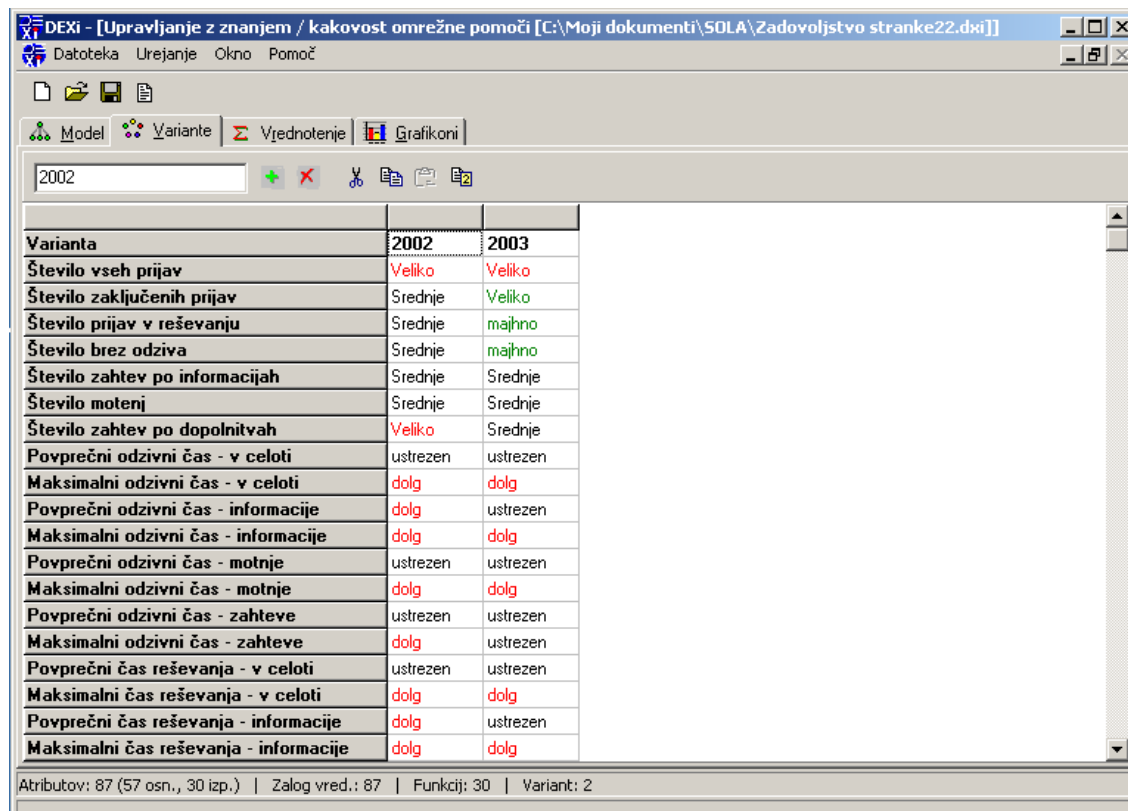 DEXi - [Upravljanje z znanjem / kakovost omrežne pomoči [C:\Moji dokumenti\SOLA\Zadovoljstvo stranke22.dxi]]
Datoteka Urejanje Okno Pomoč
Model Variante Vrednotenje Grafikoni
2002
Varianta 2002 2003
Število vseh prijav Veliko Veliko
Število zaključenih prijav Srednje Veliko
Število prijav v reševanju Srednje majhno
Število brez odziva Srednje majhno
Število zahtev po informacijah Srednje Srednje
Število motenj Srednje Srednje
Število zahtev po dopolnitvah Veliko Srednje
Povprečni odzivni čas - v celoti ustrezen ustrezen
Maksimalni odzivni čas - v celoti dolg dolg
Povprečni odzivni čas - informacije dolg ustrezen
Maksimalni odzivni čas - informacije dolg dolg
Povprečni odzivni čas - motnje ustrezen ustrezen
Maksimalni odzivni čas - motnje dolg dolg
Povprečni odzivni čas - zahteve ustrezen ustrezen
Maksimalni odzivni čas - zahteve dolg ustrezen
Povprečni čas reševanja - v celoti ustrezen ustrezen
Maksimalni čas reševanja - v celoti dolg dolg
Povprečni čas reševanja - informacije dolg ustrezen
Maksimalni čas reševanja - informacije dolg dolg
Atributov: 87 (57 osn., 30 izp.) | Zalog vred.: 87 | Funkcij: 30 | Variant: 2